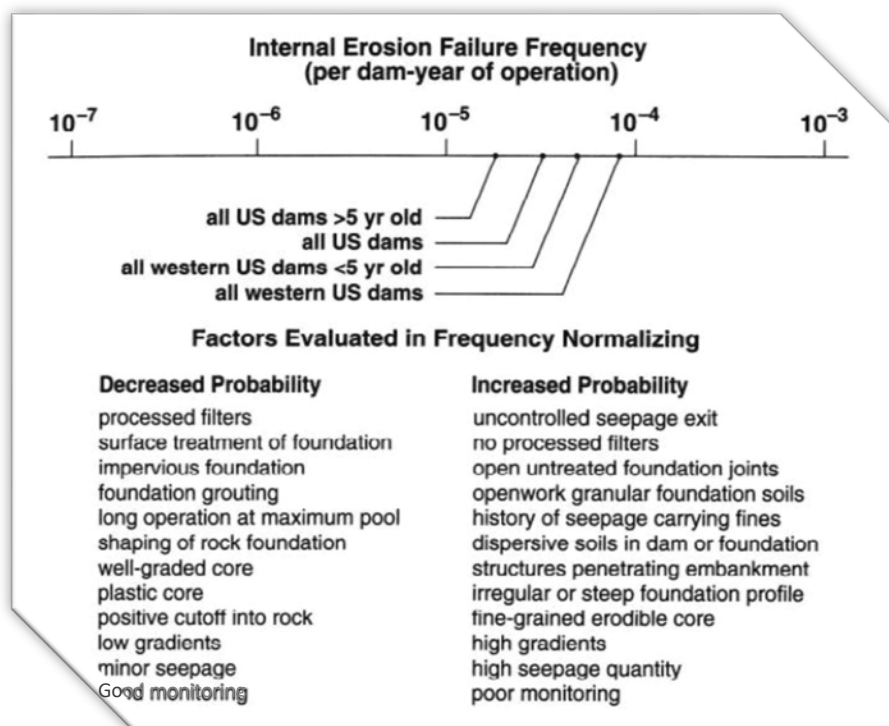 Internal Erosion Failure Frequency
(per dam-year of operation)
10⁻⁷ 10⁻⁶ 10⁻⁵ 10⁻⁴ 10⁻³
all US dams >5 yr old
all US dams
all western US dams <5 yr old
all western US dams
Factors Evaluated in Frequency Normalizing
Decreased Probability
processed filters
surface treatment of foundation
impervious foundation
foundation grouting
long operation at maximum pool
shaping of rock foundation
well-graded core
plastic core
positive cutoff into rock
low gradients
minor seepage
Good monitoring
Increased Probability
uncontrolled seepage exit
no processed filters
open untreated foundation joints
openwork granular foundation soils
history of seepage carrying fines
dispersive soils in dam or foundation
structures penetrating embankment
irregular or steep foundation profile
fine-grained erodible core
high gradients
high seepage quantity
poor monitoring